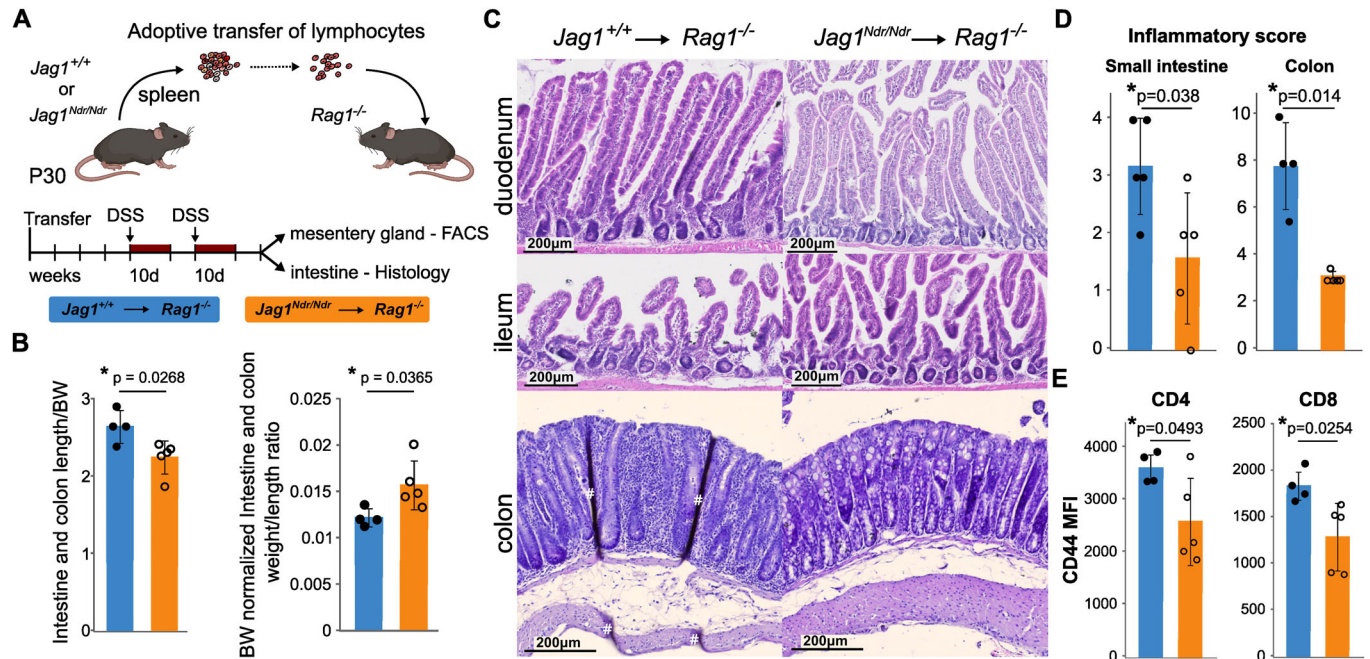 A
Adoptive transfer of lymphocytes
Jag1+/+
or
Jag1Ndr/Ndr
spleen
Rag1-/-
P30
Transfer
DSS
DSS
weeks
10d
10d
mesentery gland - FACS
intestine - Histology
Jag1+/+ → Rag1-/-
Jag1Ndr/Ndr → Rag1-/-
B
Intestine and colon length/BW
* p = 0.0268
3
2
1
0
BW normalized Intestine and colon
weight/length ratio
* p = 0.0365
0.025
0.02
0.015
0.01
0.005
0
C
Jag1+/+ → Rag1-/-
Jag1Ndr/Ndr → Rag1-/-
duodenum
200µm
200µm
ileum
200µm
200µm
colon
#
#
#
#
200µm
200µm
D
Inflammatory score
Small intestine
* p=0.038
4
3
2
1
0
Colon
* p=0.014
10
8
6
4
2
0
E
CD44 MFI
CD4
* p=0.0493
4000
3000
2000
1000
0
CD8
* p=0.0254
2500
2000
1500
1000
500
0